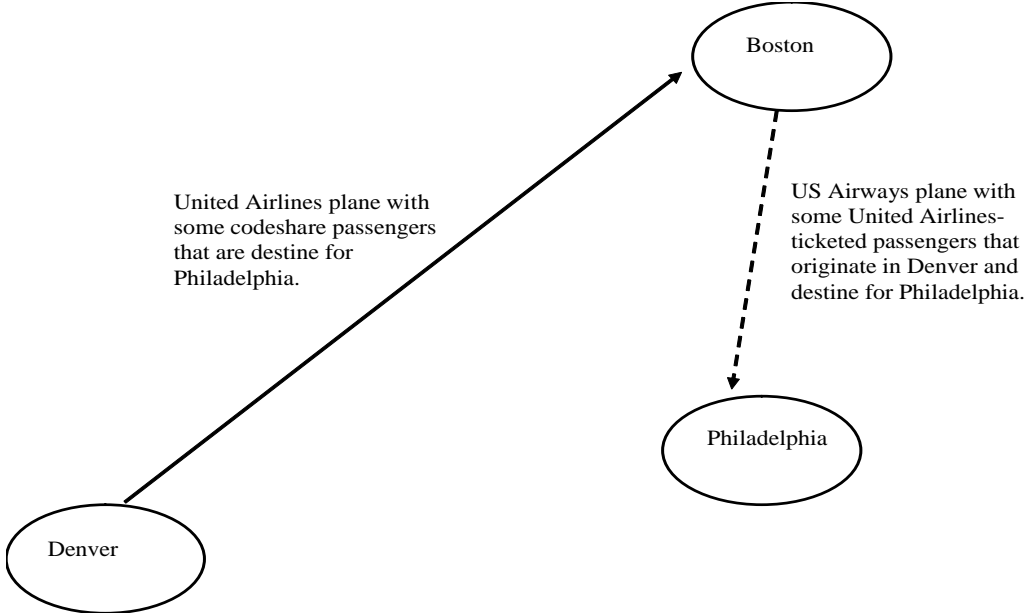 Boston
United Airlines plane with
some codeshare passengers
that are destine for
Philadelphia.
US Airways plane with
some United Airlines-
ticketed passengers that
originate in Denver and
destine for Philadelphia.
Philadelphia
Denver